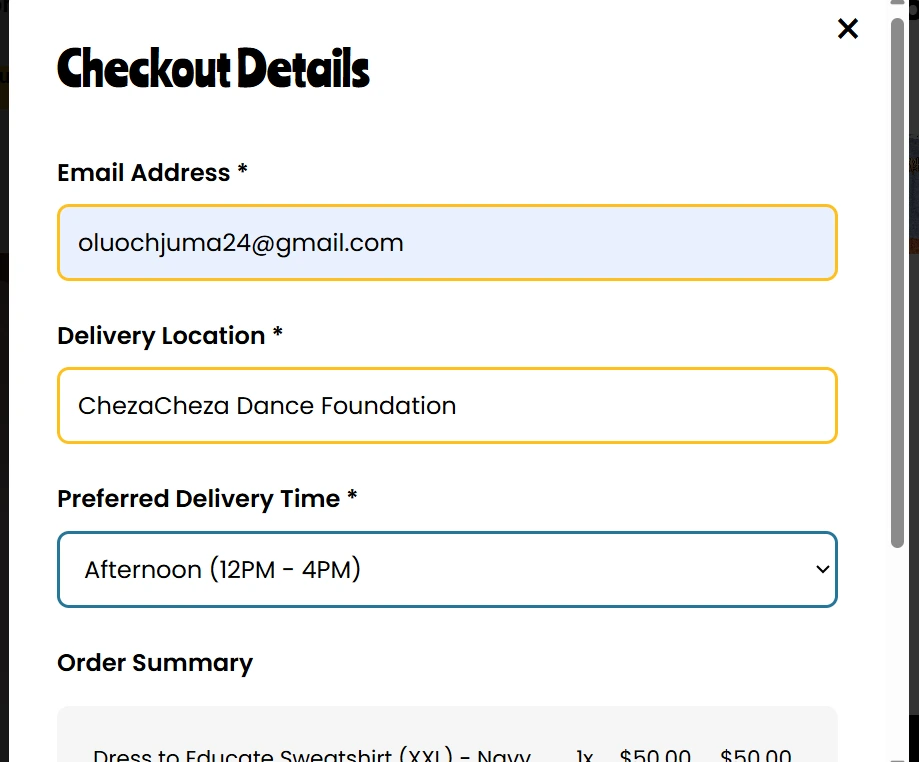 Checkout Details
Email Address *
oluochjuma24@gmail.com
Delivery Location *
ChezaCheza Dance Foundation
Preferred Delivery Time *
Afternoon (12PM - 4PM)
Order Summary
Dress to Educate Sweatshirt (XXL) - Navy 1x $50.00 $50.00